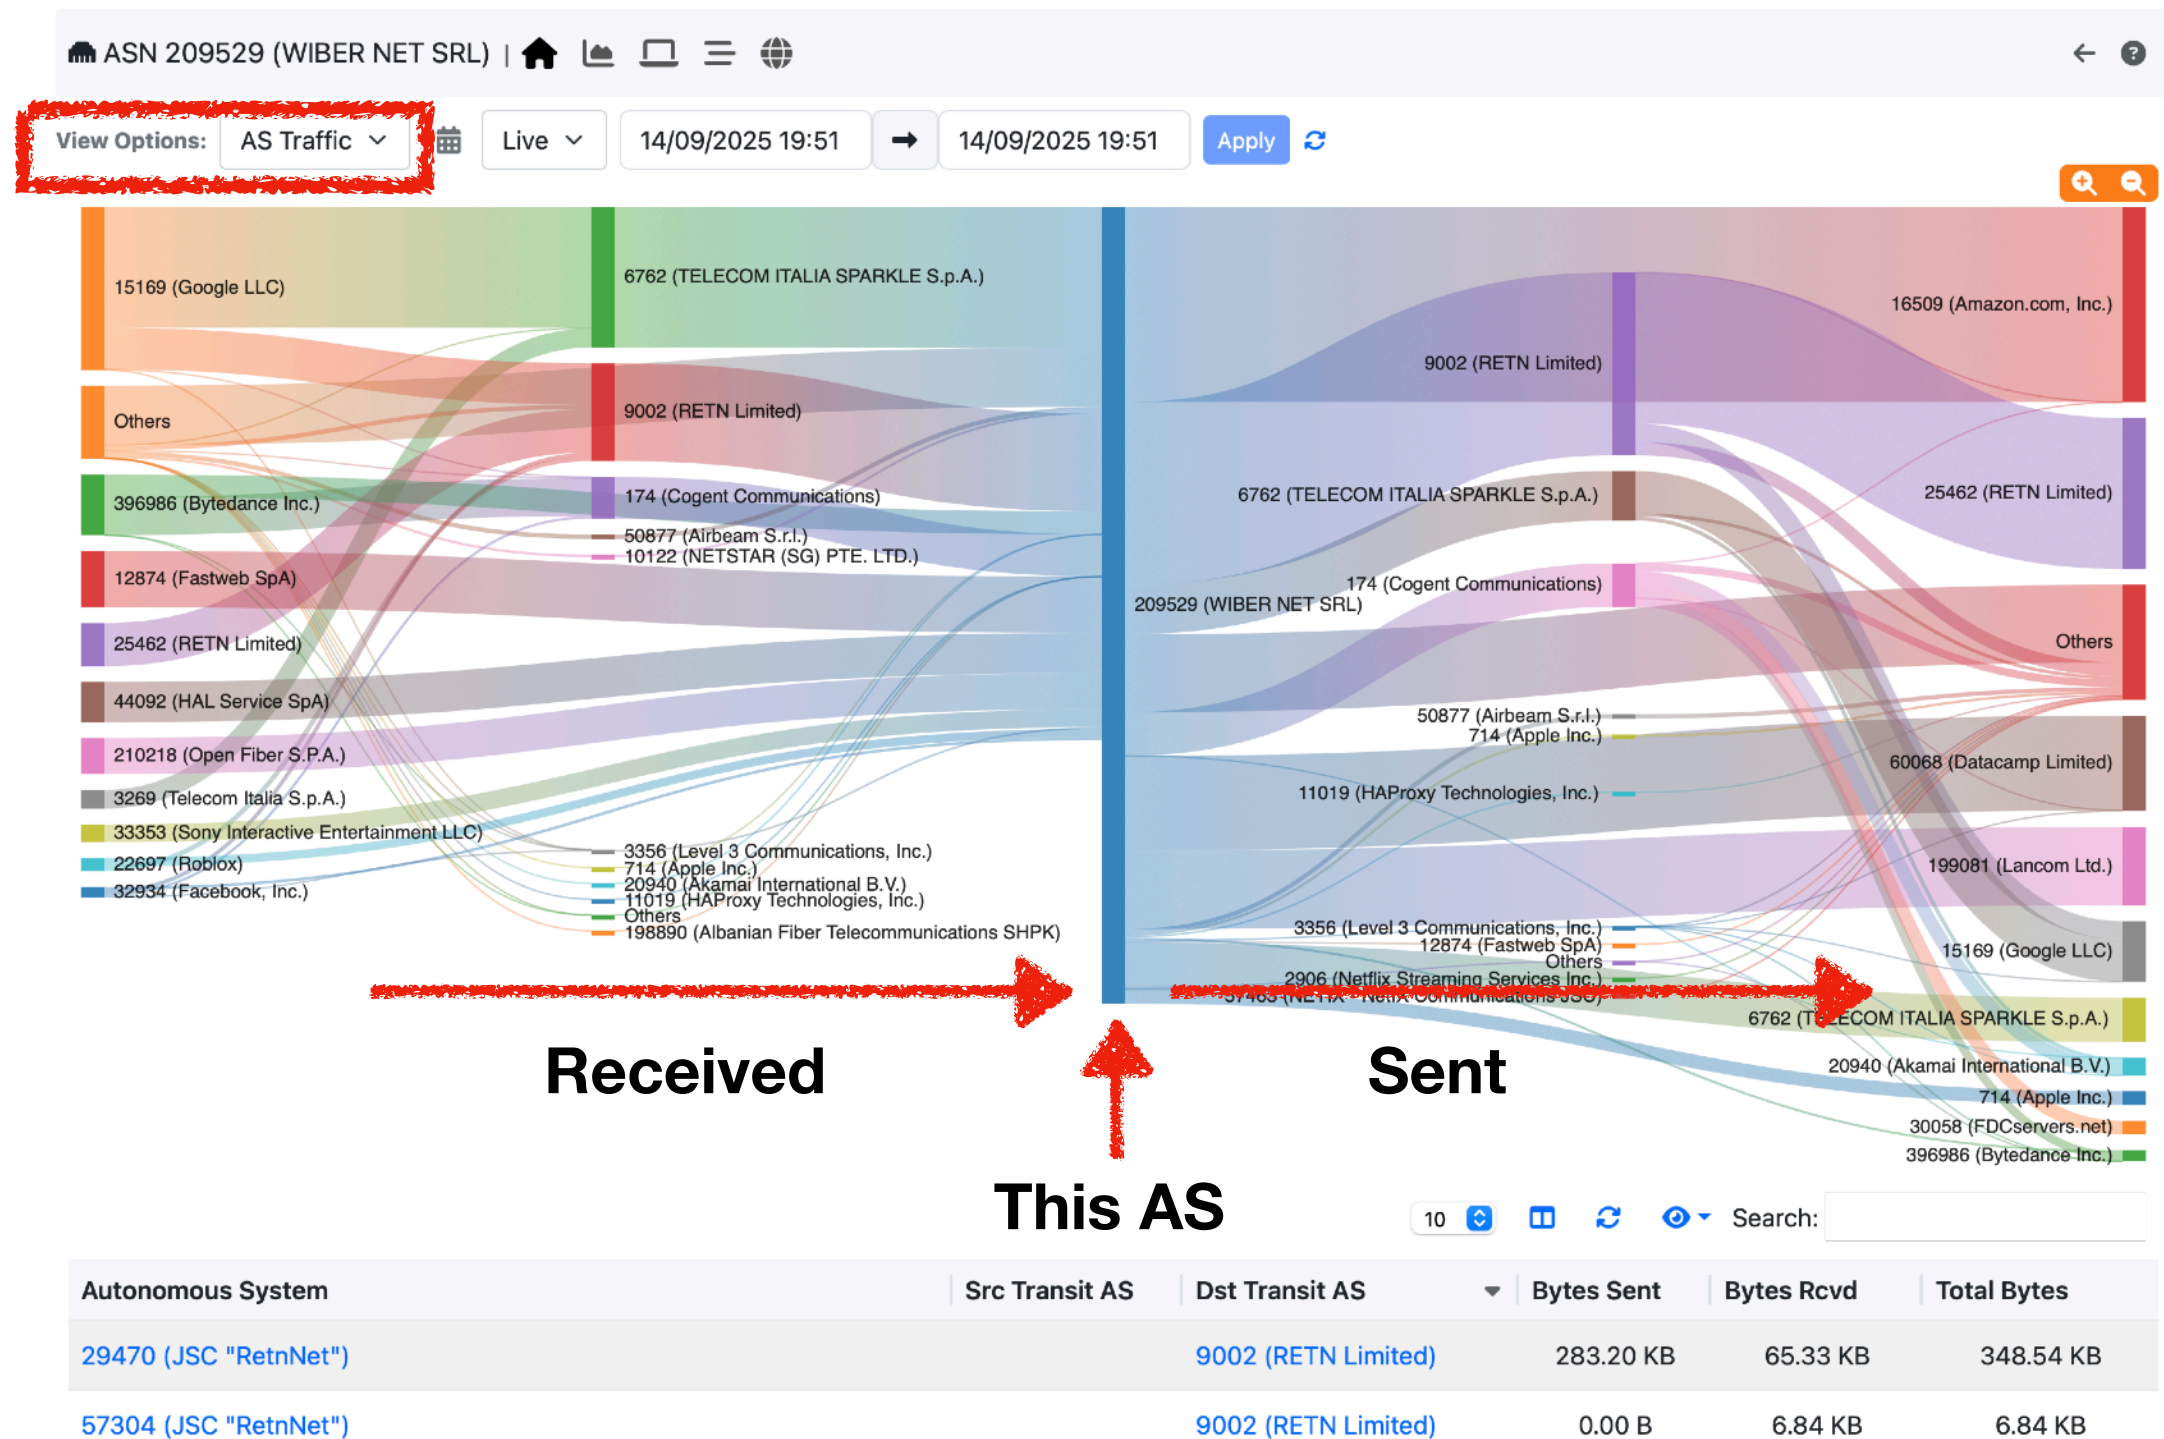 ASN 209529 (WIBER NET SRL) |
View Options: AS Traffic Live 14/09/2025 19:51 14/09/2025 19:51 Apply
15169 (Google LLC)
Others
396986 (Bytedance Inc.)
12874 (Fastweb SpA)
25462 (RETN Limited)
44092 (HAL Service SpA)
210218 (Open Fiber S.P.A.)
3269 (Telecom Italia S.p.A.)
33353 (Sony Interactive Entertainment LLC)
22697 (Roblox)
32934 (Facebook, Inc.)
6762 (TELECOM ITALIA SPARKLE S.p.A.)
9002 (RETN Limited)
174 (Cogent Communications)
50877 (Airbeam S.r.l.)
10122 (NETSTAR (SG) PTE. LTD.)
3356 (Level 3 Communications, Inc.)
714 (Apple Inc.)
20940 (Akamai International B.V.)
11019 (HAProxy Technologies, Inc.)
Others
198890 (Albanian Fiber Telecommunications SHPK)
209529 (WIBER NET SRL)
9002 (RETN Limited)
6762 (TELECOM ITALIA SPARKLE S.p.A.)
174 (Cogent Communications)
50877 (Airbeam S.r.l.)
714 (Apple Inc.)
11019 (HAProxy Technologies, Inc.)
3356 (Level 3 Communications, Inc.)
12874 (Fastweb SpA)
Others
2906 (Netflix Streaming Services Inc.)
16509 (Amazon.com, Inc.)
25462 (RETN Limited)
Others
60068 (Datacamp Limited)
199081 (Lancom Ltd.)
15169 (Google LLC)
6762 (TELECOM ITALIA SPARKLE S.p.A.)
20940 (Akamai International B.V.)
714 (Apple Inc.)
30058 (FDCservers.net)
396986 (Bytedance Inc.)
Received
Sent
This AS
10 Search:
Autonomous System Src Transit AS Dst Transit AS Bytes Sent Bytes Rcvd Total Bytes
29470 (JSC "RetnNet") 9002 (RETN Limited) 283.20 KB 65.33 KB 348.54 KB
57304 (JSC "RetnNet") 9002 (RETN Limited) 0.00 B 6.84 KB 6.84 KB